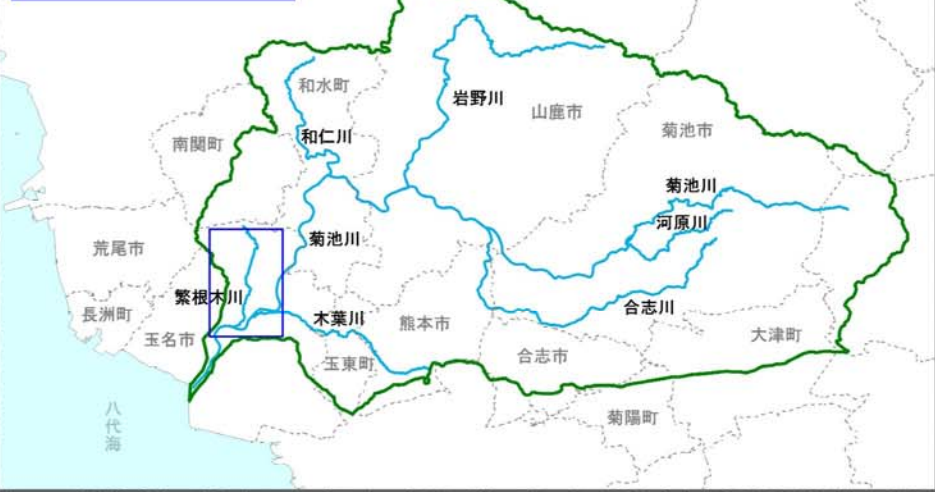 和水町
岩野川
山鹿市
菊池市
南関町
和仁川
菊池川
河原川
荒尾市
菊池川
繁根木川
合志川
長洲町
木葉川
熊本市
大津町
玉名市
合志市
玉東町
八代海
菊陽町